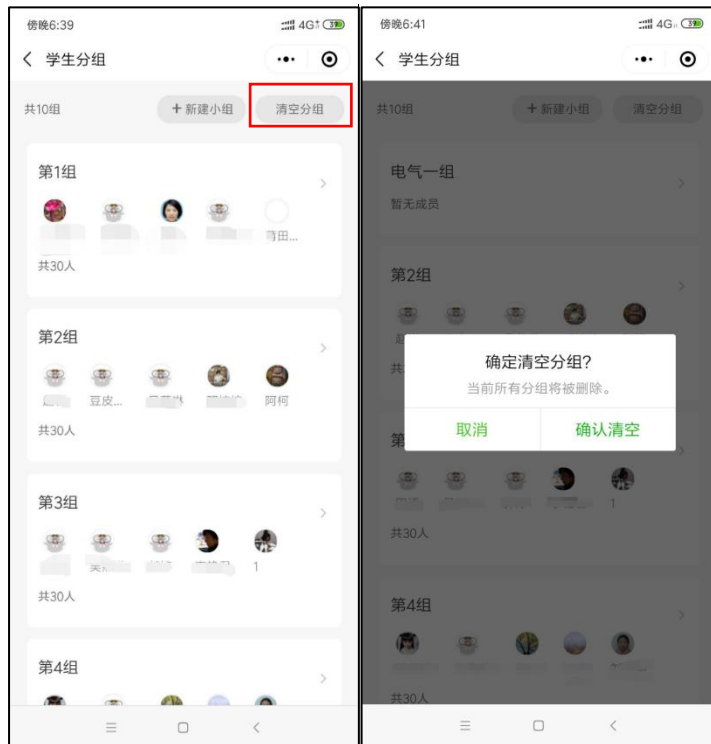 傍晚6:39
4G
39
学生分组
共10组
+ 新建小组
清空分组
第1组
莆田...
共30人
第2组
豆皮...
阿柯
共30人
第3组
1
共30人
第4组
傍晚6:41
4G
39
学生分组
共10组
+ 新建小组
清空分组
电气一组
暂无成员
第2组
确定清空分组?
当前所有分组将被删除。
取消
确认清空
1
共30人
第4组
共30人